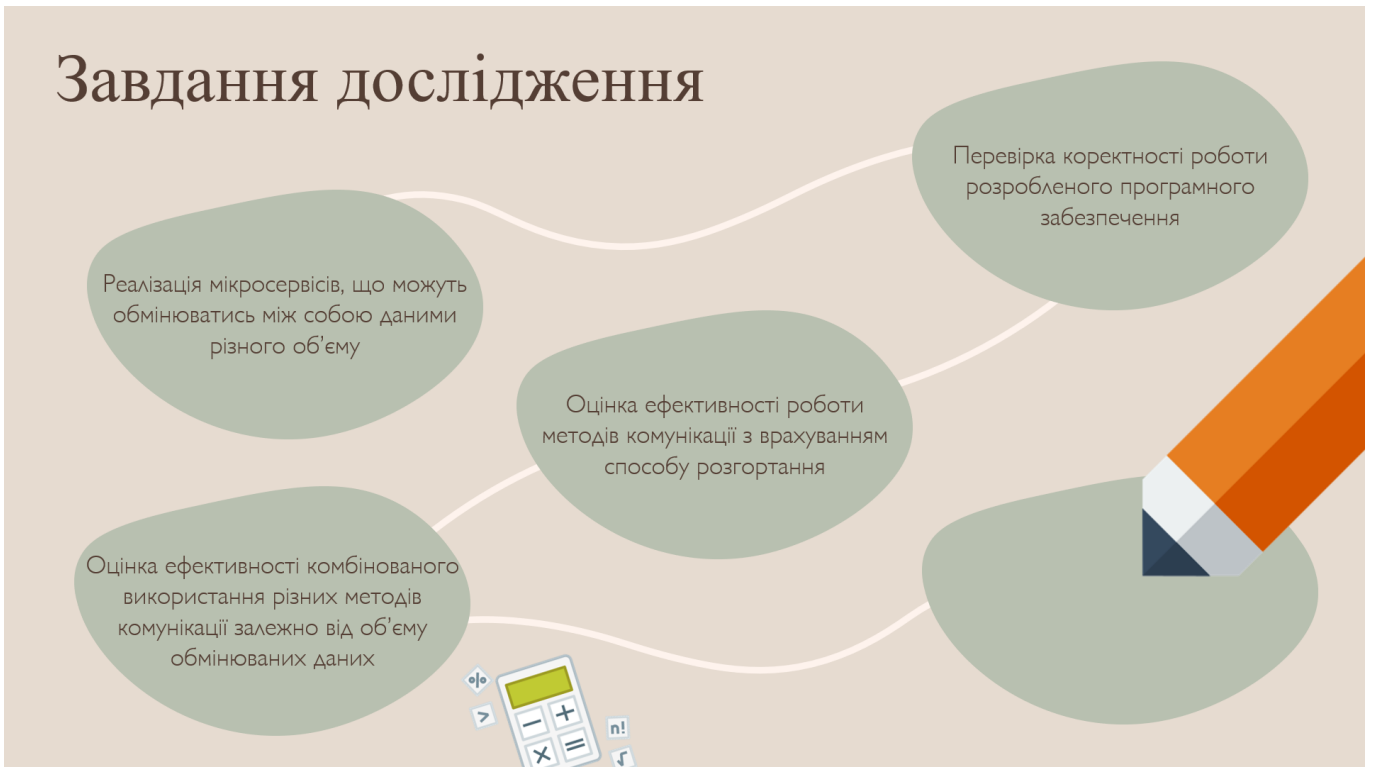 Завдання дослідження
Реалізація мікросервісів, що можуть
обмінюватись між собою даними
різного об’єму
Перевірка коректності роботи
розробленого програмного
забезпечення
Оцінка ефективності роботи
методів комунікації з врахуванням
способу розгортання
Оцінка ефективності комбінованого
використання різних методів
комунікації залежно від об’єму
обмінюваних даних
%
>
− +
× =
n!
√